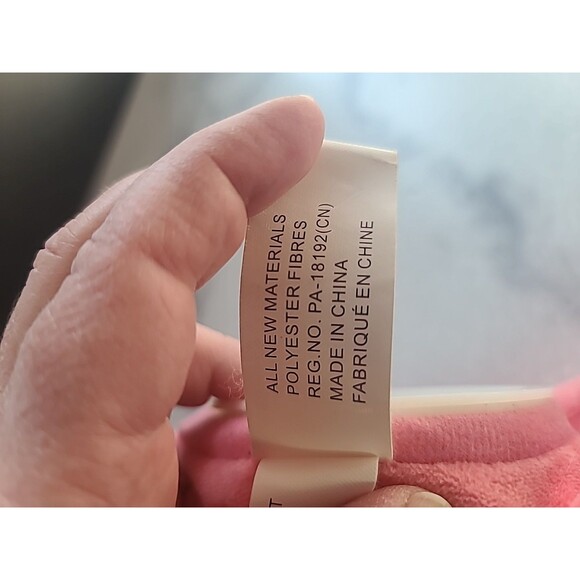 ALL NEW MATERIALS
POLYESTER FIBRES
REG.NO. PA-18192(CN)
MADE IN CHINA
FABRIQUÉ EN CHINE